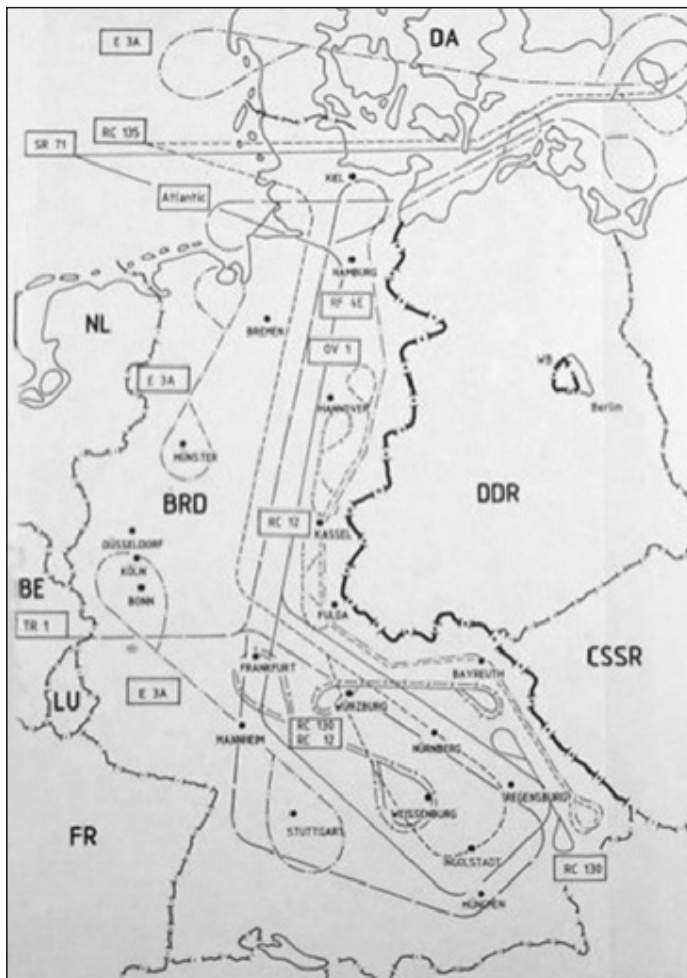 E 3A
DA
RC 135
SR 71
KIEL
Atlantic
HAMBURG
NL
RF 4E
BREMEN
OV 1
WB
E 3A
HANNOVER
Berlin
MÜNSTER
BRD
DDR
RC 12
KASSEL
DÜSSELDORF
KÖLN
BE
BONN
FULDA
TR 1
FRANKFURT
CSSR
BAYREUTH
LU
E 3A
WÜRZBURG
RC 130
RC 12
MANNHEIM
NÜRNBERG
REGENSBURG
WEISSENBURG
STUTTGART
FR
INGOLSTADT
RC 130
MÜNCHEN